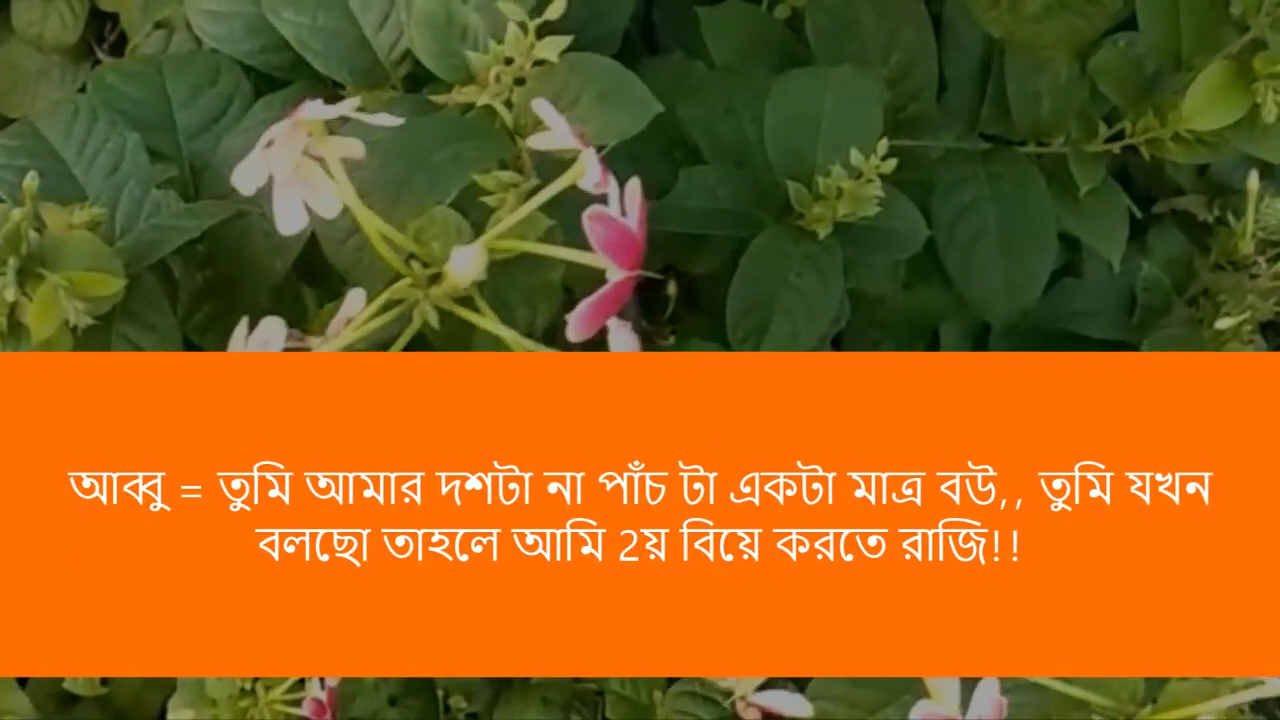 আব্বু = তুমি আমার দশটা না পাঁচ টা একটা মাত্র বউ,, তুমি যখন
বলছো তাহলে আমি 2য় বিয়ে করতে রাজি!!